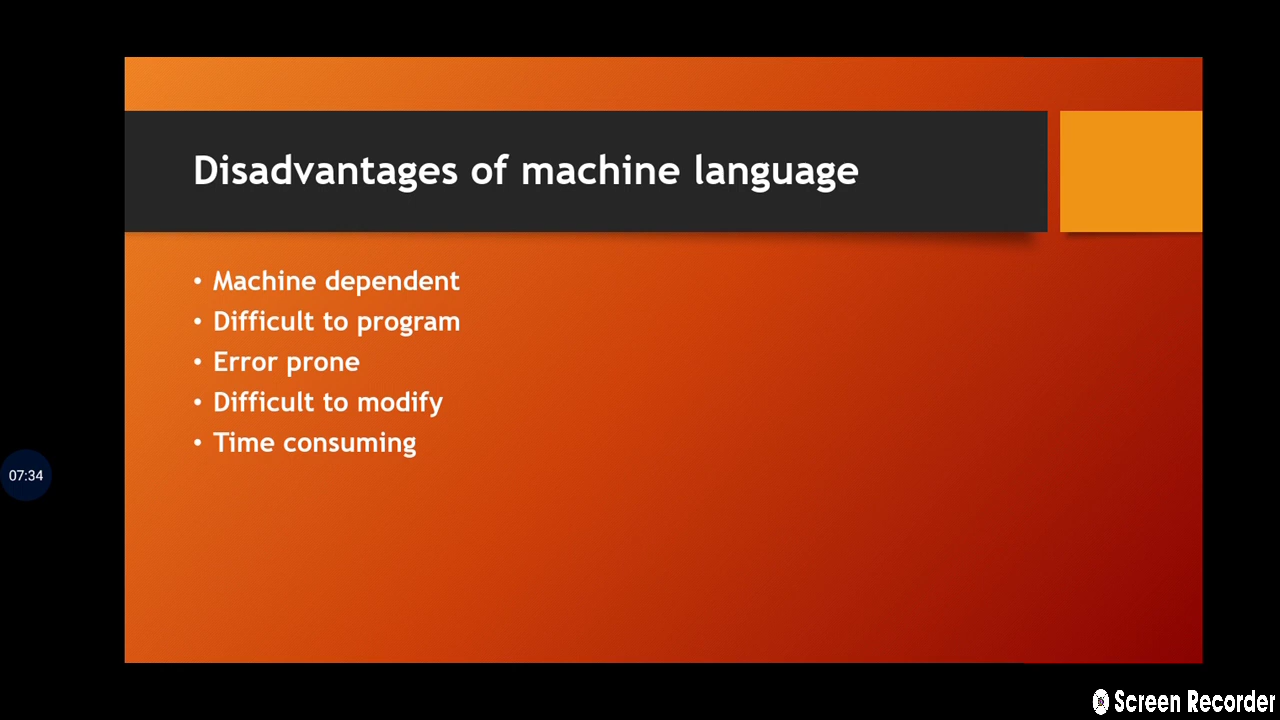 Disadvantages of machine language
• Machine dependent
• Difficult to program
• Error prone
• Difficult to modify
• Time consuming
07:34
Screen Recorder